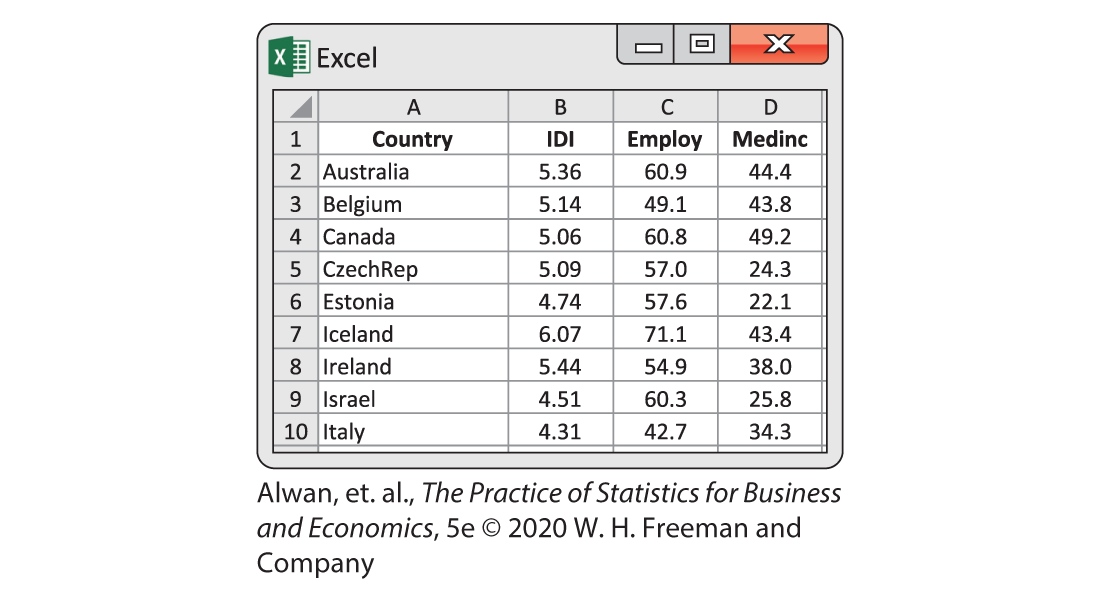 X Excel
A B C D
1 Country IDI Employ Medinc
2 Australia 5.36 60.9 44.4
3 Belgium 5.14 49.1 43.8
4 Canada 5.06 60.8 49.2
5 CzechRep 5.09 57.0 24.3
6 Estonia 4.74 57.6 22.1
7 Iceland 6.07 71.1 43.4
8 Ireland 5.44 54.9 38.0
9 Israel 4.51 60.3 25.8
10 Italy 4.31 42.7 34.3
Alwan, et. al., The Practice of Statistics for Business
and Economics, 5e © 2020 W. H. Freeman and
Company